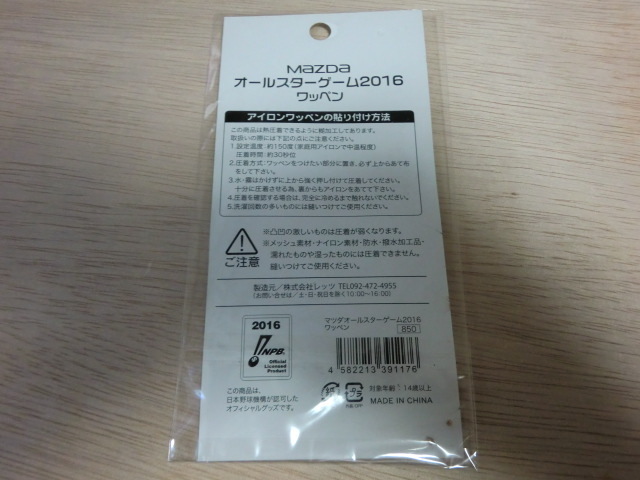 mazda
オールスターゲーム2016
ワッペン
アイロンワッペンの貼り付け方法
この商品は熱圧着できるように糊加工してあります。
取扱いの際には下記の点にご注意ください。
1.設定温度:約150度(家庭用アイロンで中温程度)
圧着時間:約30秒位
2.圧着方式:ワッペンをつけたい部分に置き、必ず上からあて布
をして下さい。
3.水・霧はかけずに上から強く押し付けて圧着してください。
十分に圧着させる為、裏からもアイロンをあてて下さい。
4.圧着を確認する場合は、完全に冷めるまで触れないでください。
5.洗濯回数の多いものには縫いつけてご使用ください。
ご注意
※凸凹の激しいものは圧着が弱くなります。
※メッシュ素材・ナイロン素材・防水・撥水加工品・
濡れたものや湿ったものには圧着できません。
縫いつけてご使用ください。
製造元/株式会社レッツ TEL092-472-4955
(お問い合せは/土・日・祝日を除く10:00〜16:00)
2016
NPB
Official
Licensed
Product
この商品は、
日本野球機構が認可した
オフィシャルグッズです。
マツダオールスターゲーム2016
ワッペン 850
4 582213 391176
紙 プラ
対象年齢:14歳以上
MADE IN CHINA